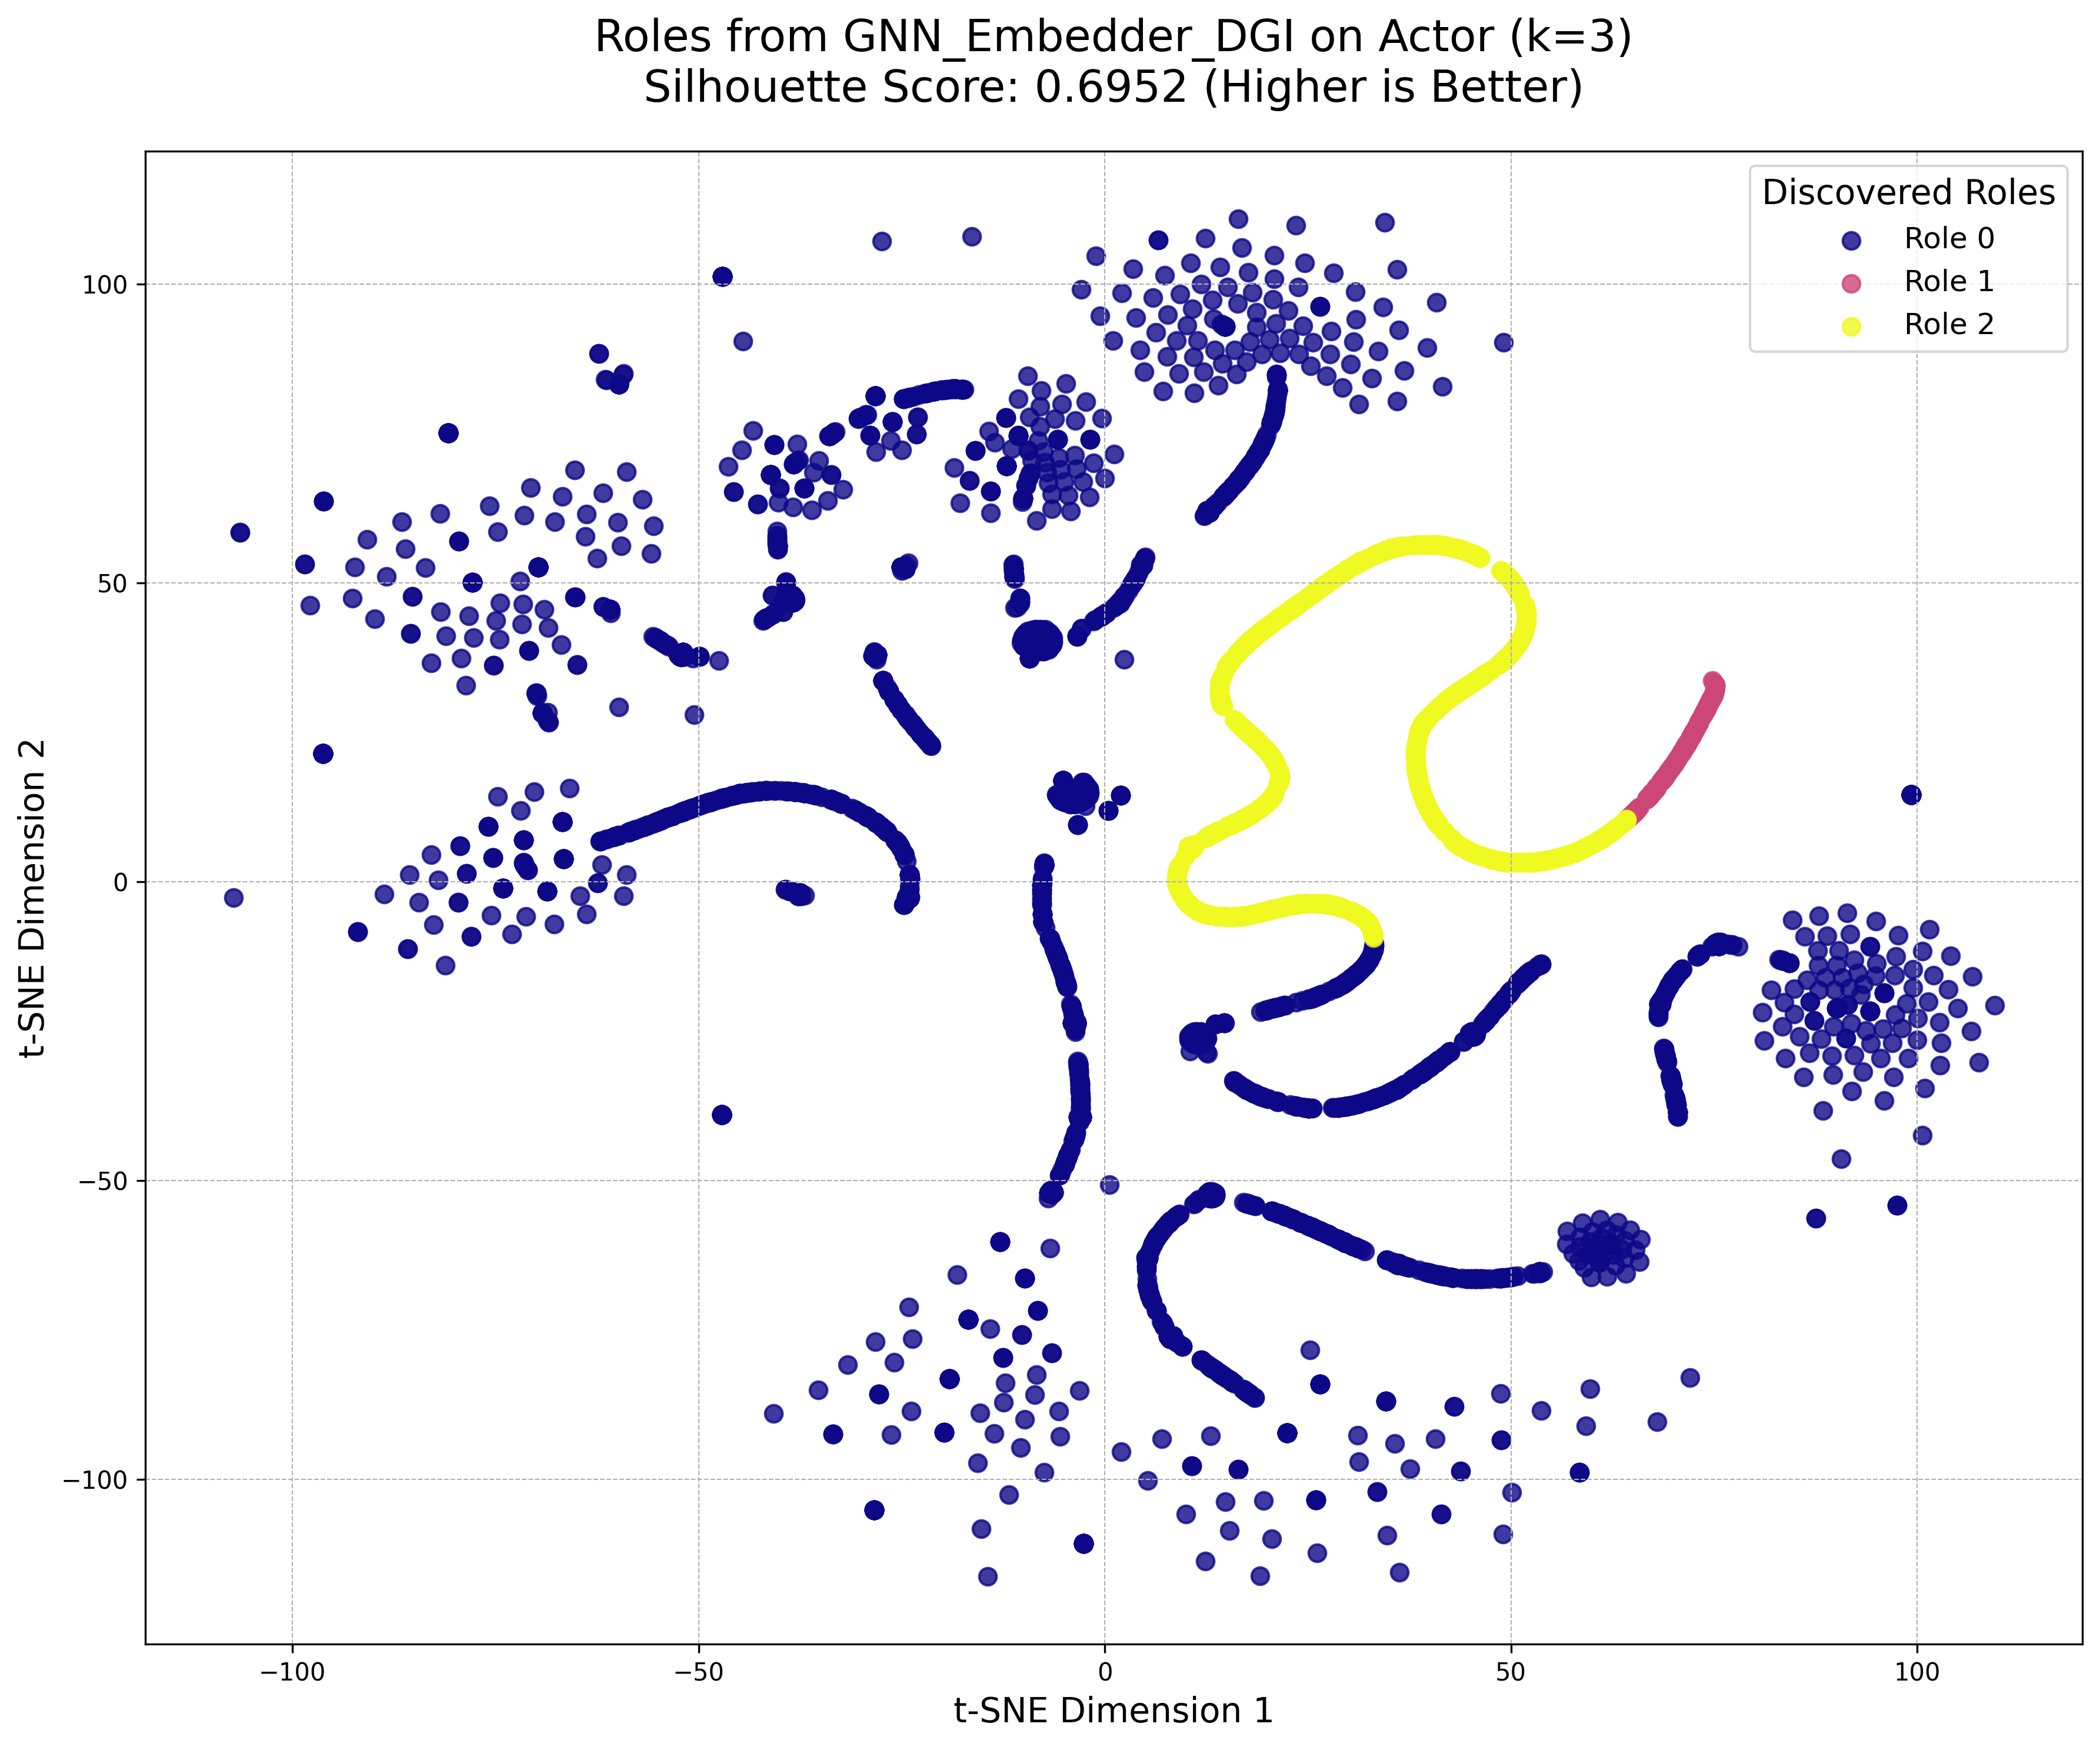 Roles from GNN_Embedder_DGI on Actor (k=3)
Silhouette Score: 0.6952 (Higher is Better)
Discovered Roles
Role 0
Role 1
Role 2
100
50
0
−50
−100
t-SNE Dimension 2
−100
−50
0
50
100
t-SNE Dimension 1